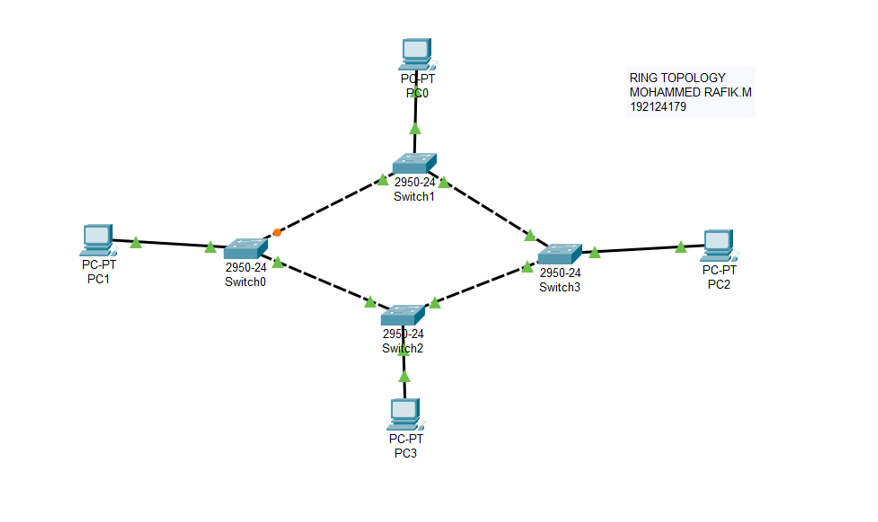 PC-PT
PC0
RING TOPOLOGY
MOHAMMED RAFIK.M
192124179
2950-24
Switch1
PC-PT
PC1
2950-24
Switch0
2950-24
Switch3
PC-PT
PC2
2950-24
Switch2
PC-PT
PC3